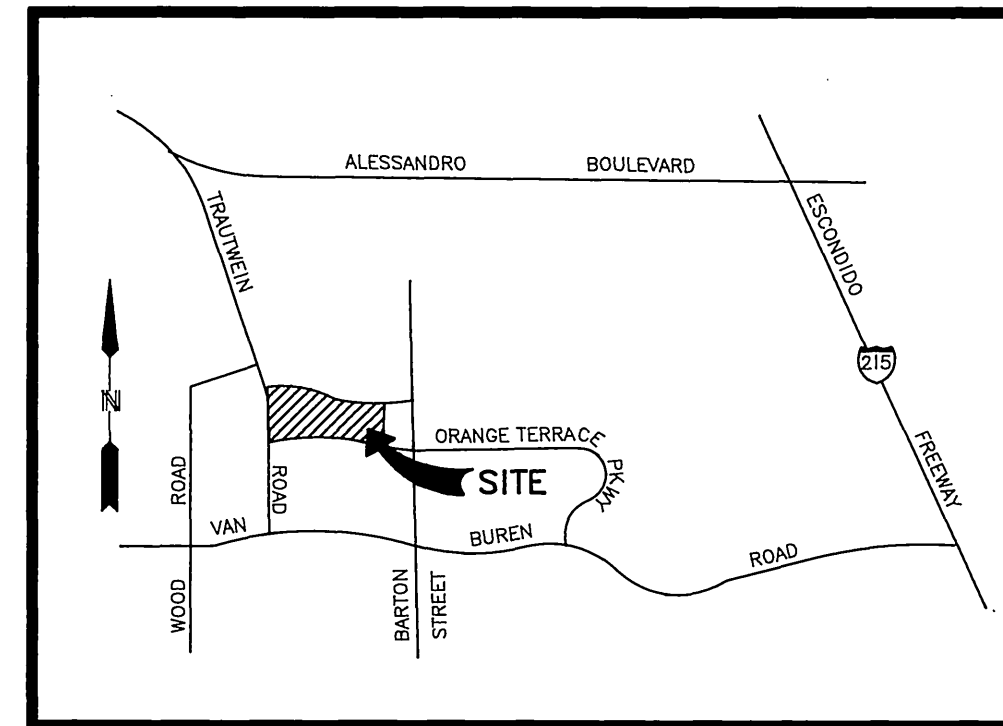 ALESSANDRO BOULEVARD
TRAUTWEIN
ESCONDIDO
215
N
ORANGE TERRACE
PKWY
SITE
FREEWAY
ROAD
ROAD
VAN
BUREN
ROAD
WOOD
BARTON
STREET